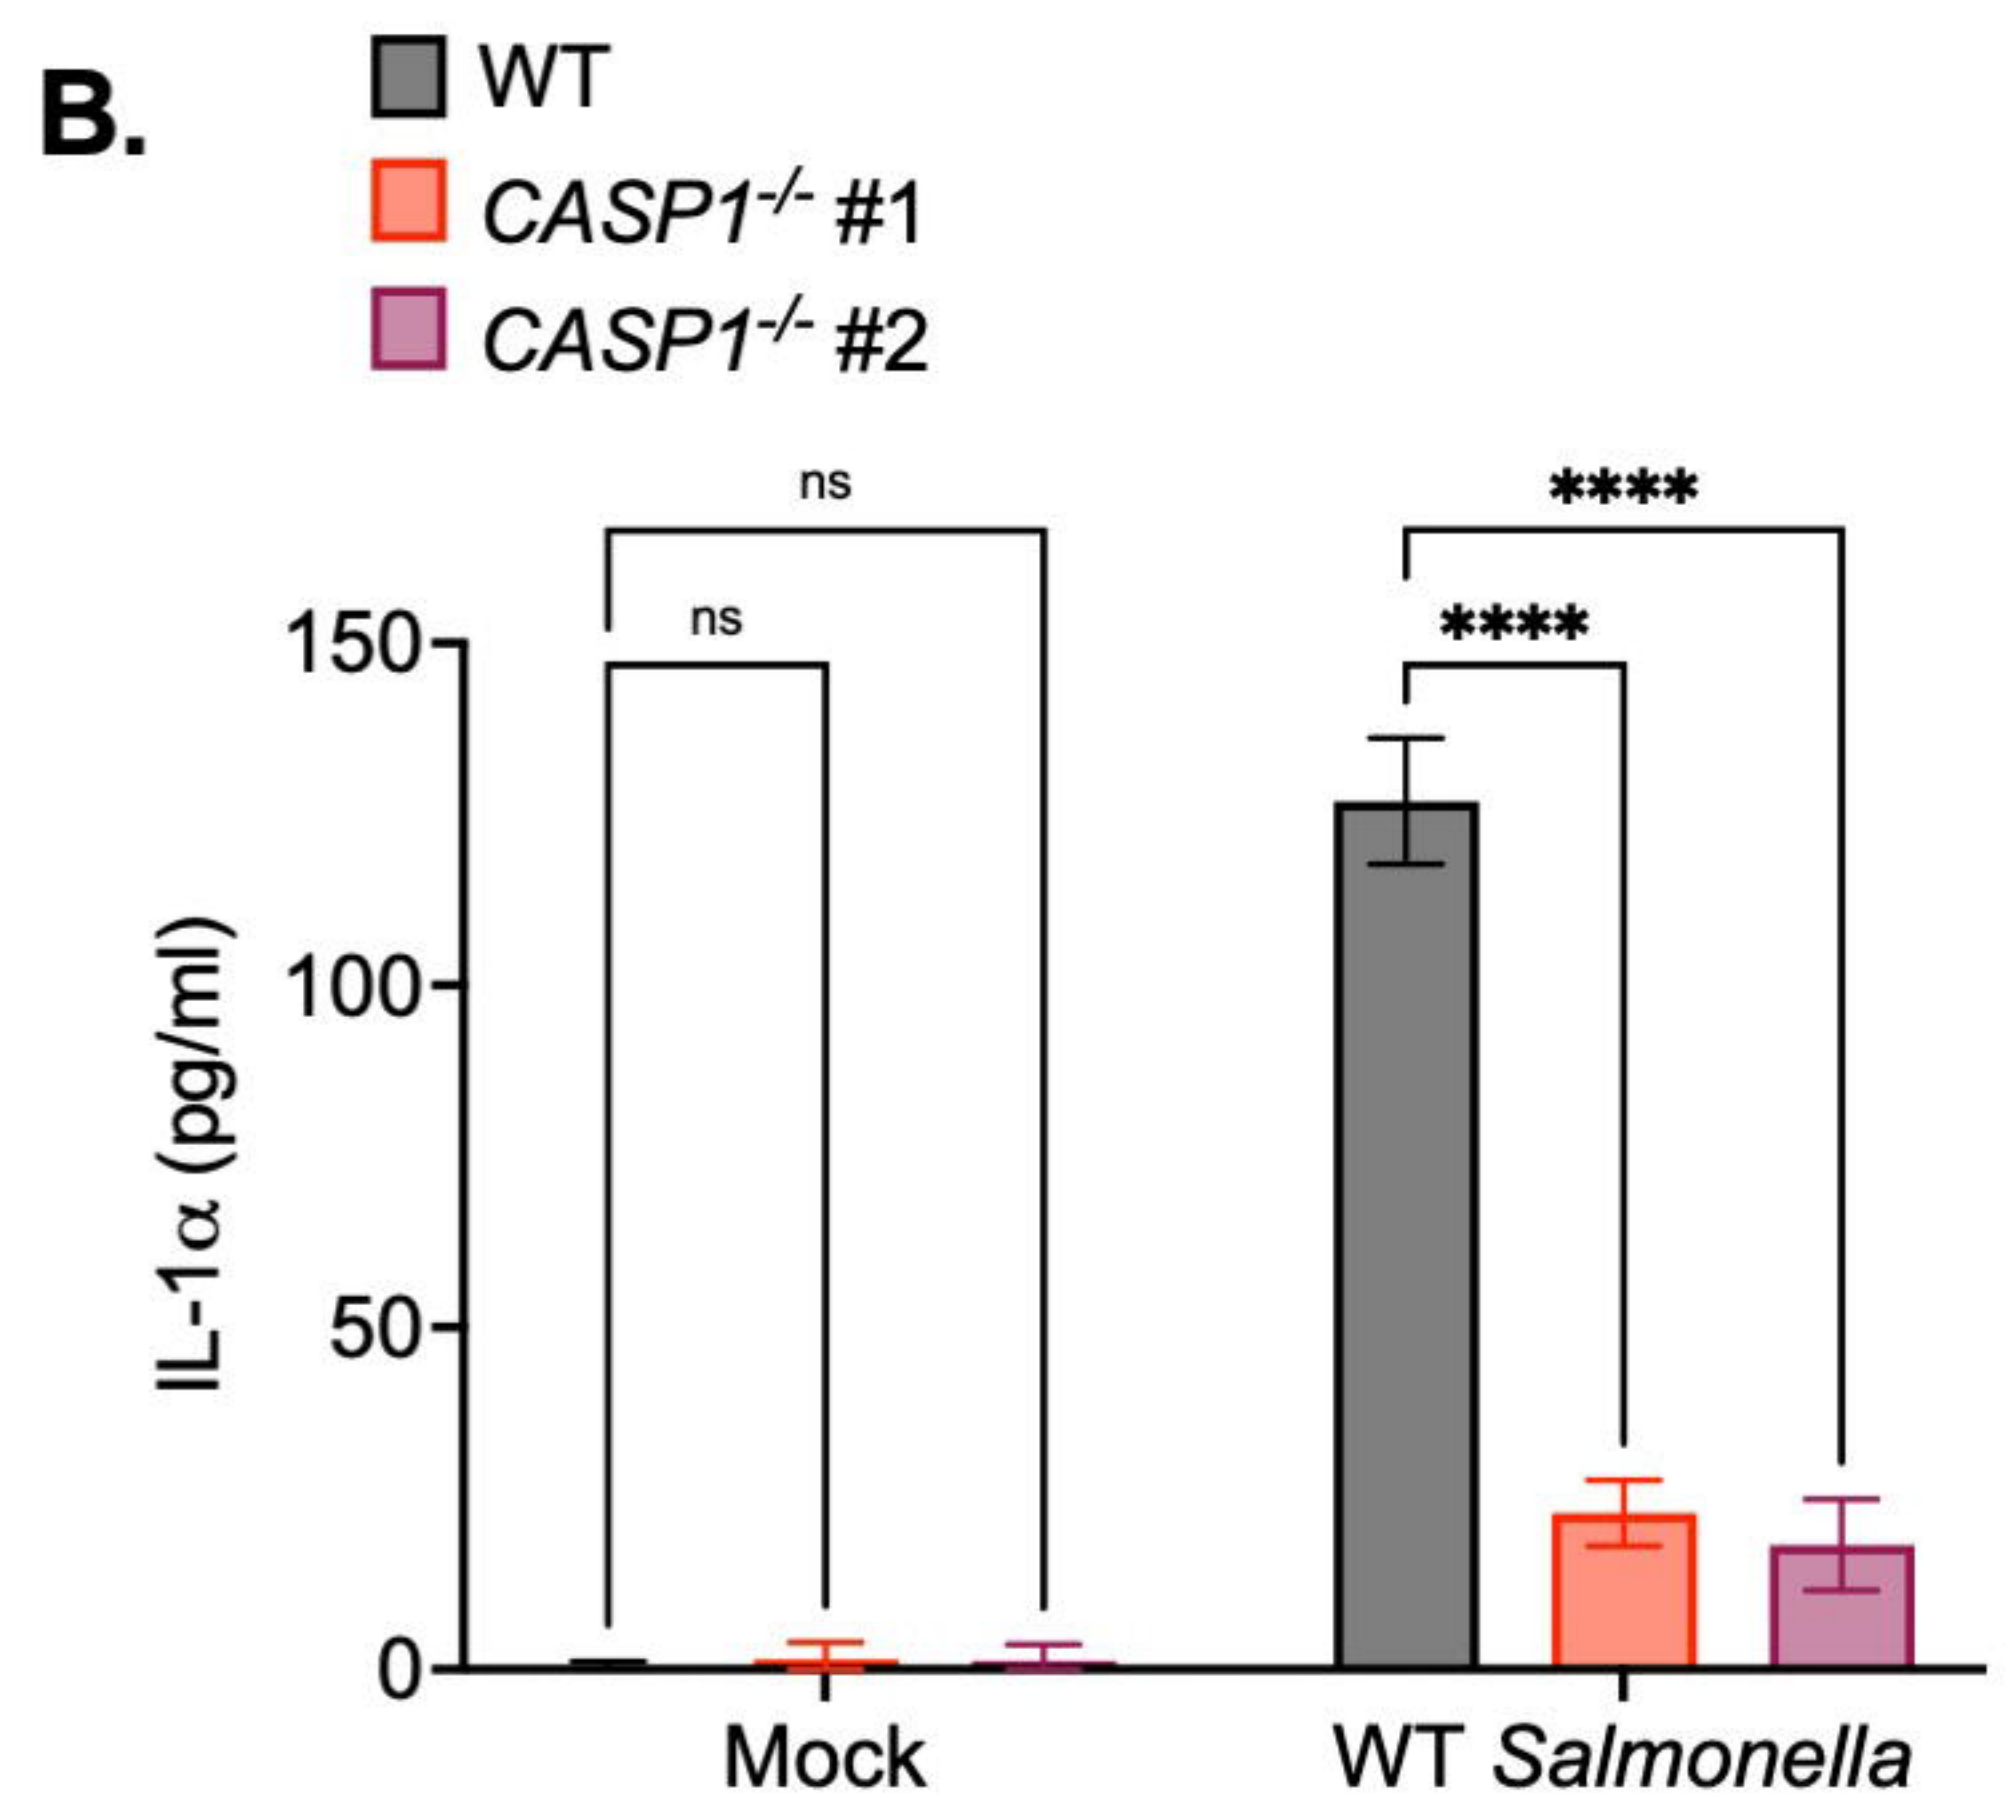 B.
WT
CASP1-/- #1
CASP1-/- #2
ns
****
ns
****
150
100
50
0
IL-1α (pg/ml)
Mock
WT Salmonella